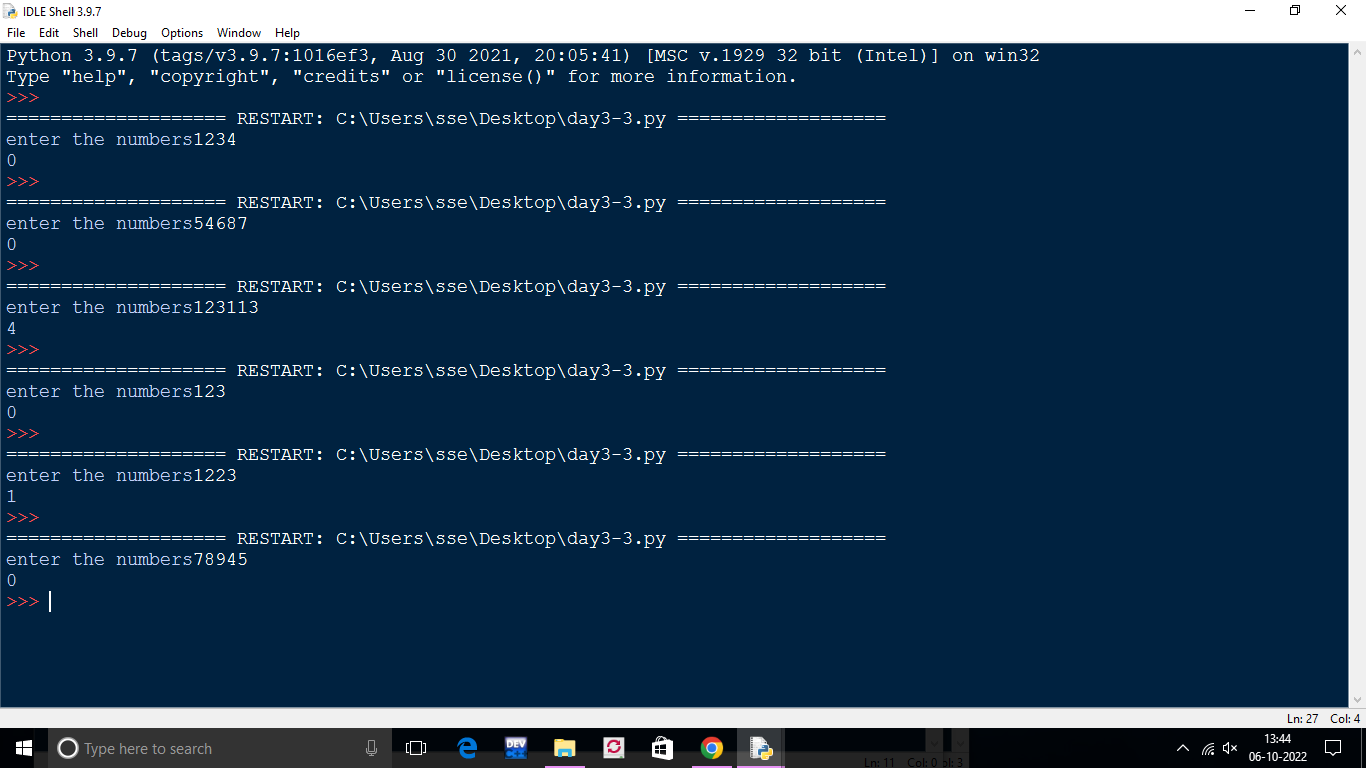 IDLE Shell 3.9.7
File Edit Shell Debug Options Window Help
Python 3.9.7 (tags/v3.9.7:1016ef3, Aug 30 2021, 20:05:41) [MSC v.1929 32 bit (Intel)] on win32
Type "help", "copyright", "credits" or "license()" for more information.
>>>
==================== RESTART: C:\Users\sse\Desktop\day3-3.py ===================
enter the numbers1234
0
>>>
==================== RESTART: C:\Users\sse\Desktop\day3-3.py ===================
enter the numbers54687
0
>>>
==================== RESTART: C:\Users\sse\Desktop\day3-3.py ===================
enter the numbers123113
4
>>>
==================== RESTART: C:\Users\sse\Desktop\day3-3.py ===================
enter the numbers123
0
>>>
==================== RESTART: C:\Users\sse\Desktop\day3-3.py ===================
enter the numbers1223
1
>>>
==================== RESTART: C:\Users\sse\Desktop\day3-3.py ===================
enter the numbers78945
0
>>>
Ln: 27 Col: 4
Type here to search
DEV
Ln: 11 Col: 0
13:44
06-10-2022